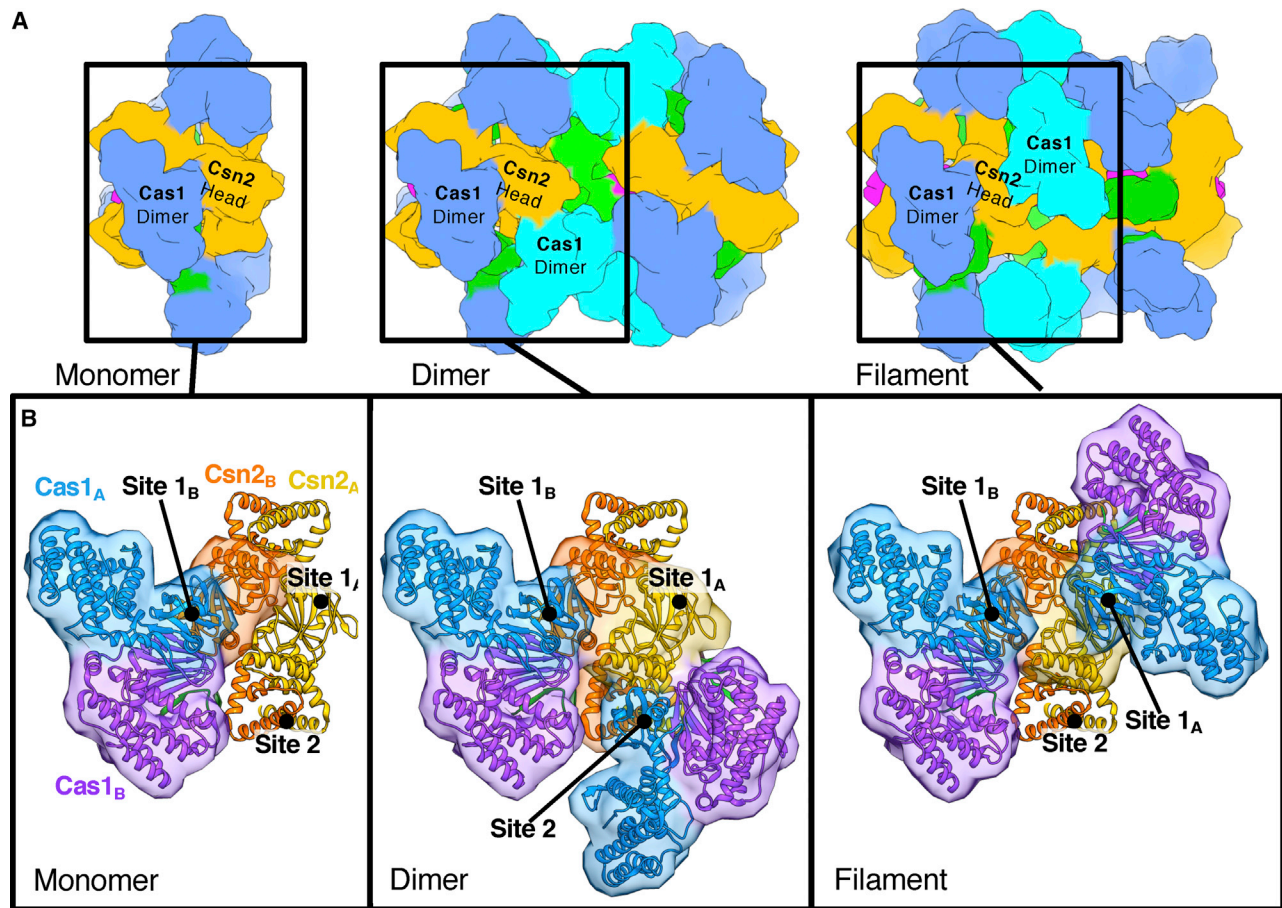 A
Cas1
Dimer
Csn2
Head
Cas1
Dimer
Csn2
Head
Cas1
Dimer
Cas1
Dimer
Csn2
Head
Cas1
Dimer
Monomer
Dimer
Filament
B
Cas1A
Site 1B
Csn2B
Csn2A
Site 1A
Site 2
Cas1B
Monomer
Site 1B
Site 1A
Site 2
Dimer
Site 1B
Site 1A
Site 2
Filament